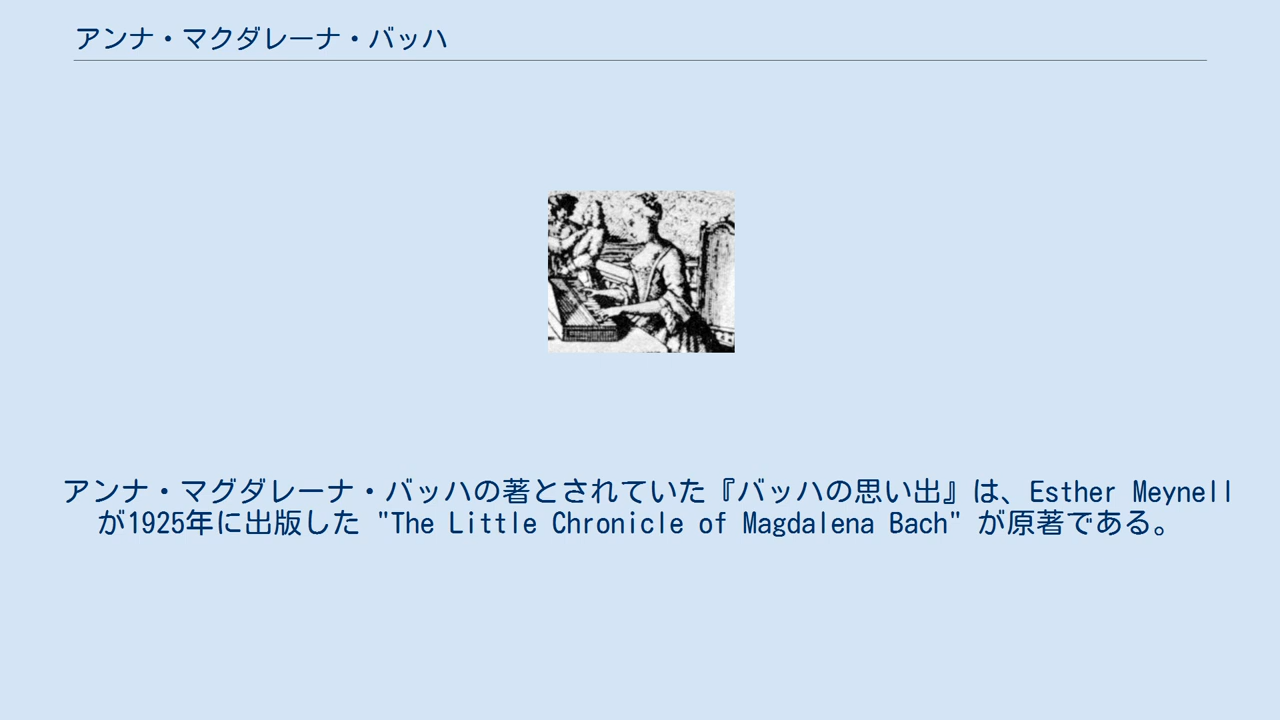 アンナ・マクダレーナ・バッハ
アンナ・マグダレーナ・バッハの著とされていた『バッハの思い出』は、Esther Meynell
が1925年に出版した "The Little Chronicle of Magdalena Bach" が原著である。